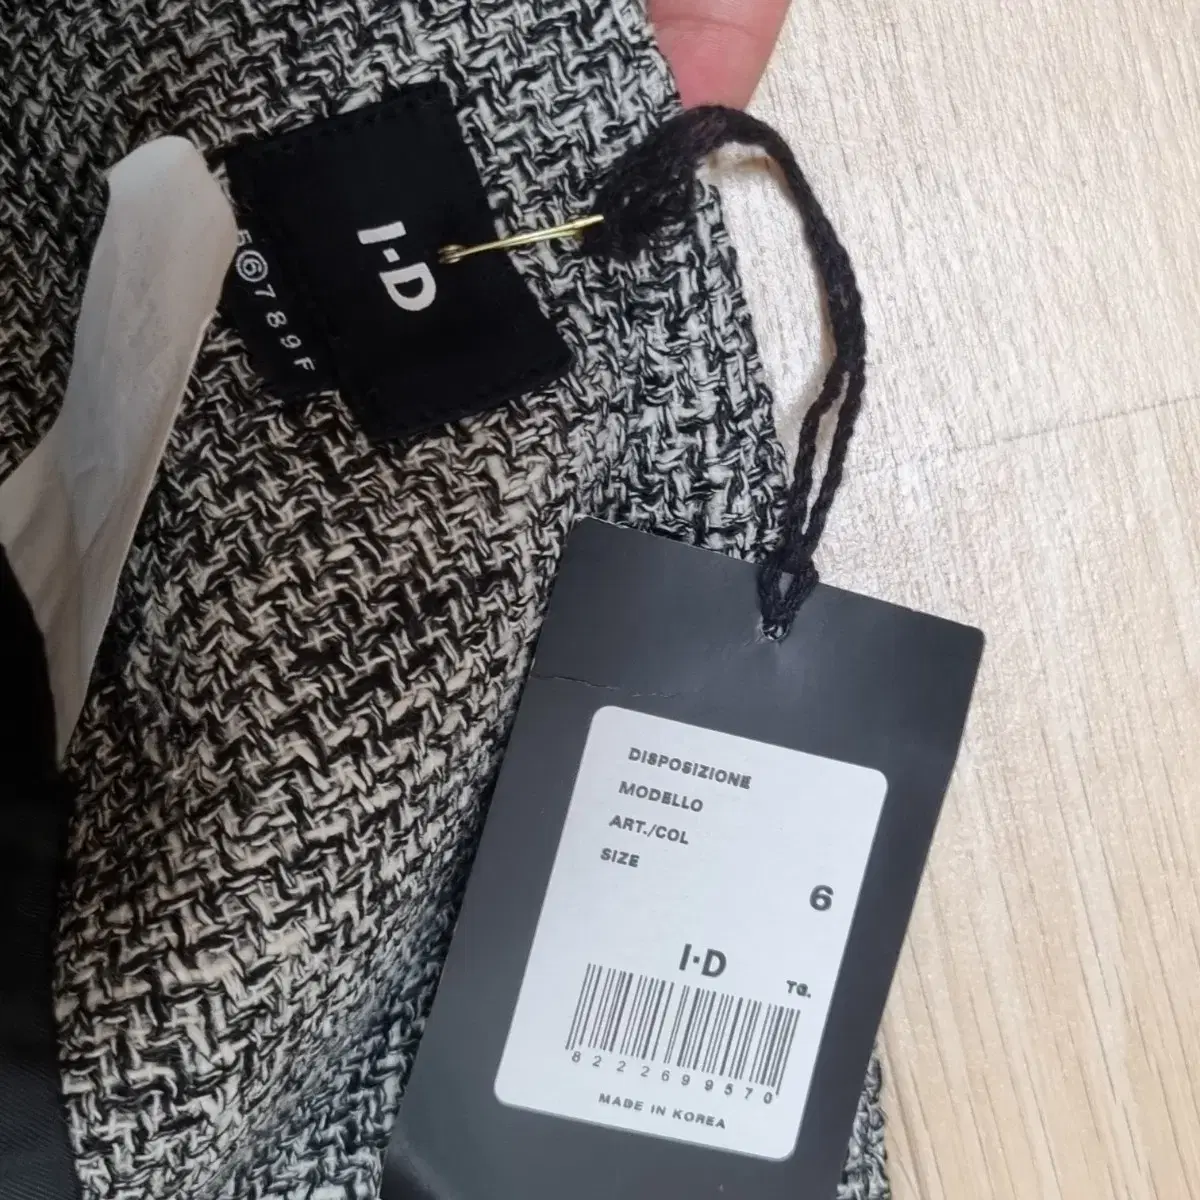 I·D
5 6 7 8 9 F
DISPOSIZIONE
MODELLO
ART./COL
SIZE
6
I·D
TG.
8222699570
MADE IN KOREA